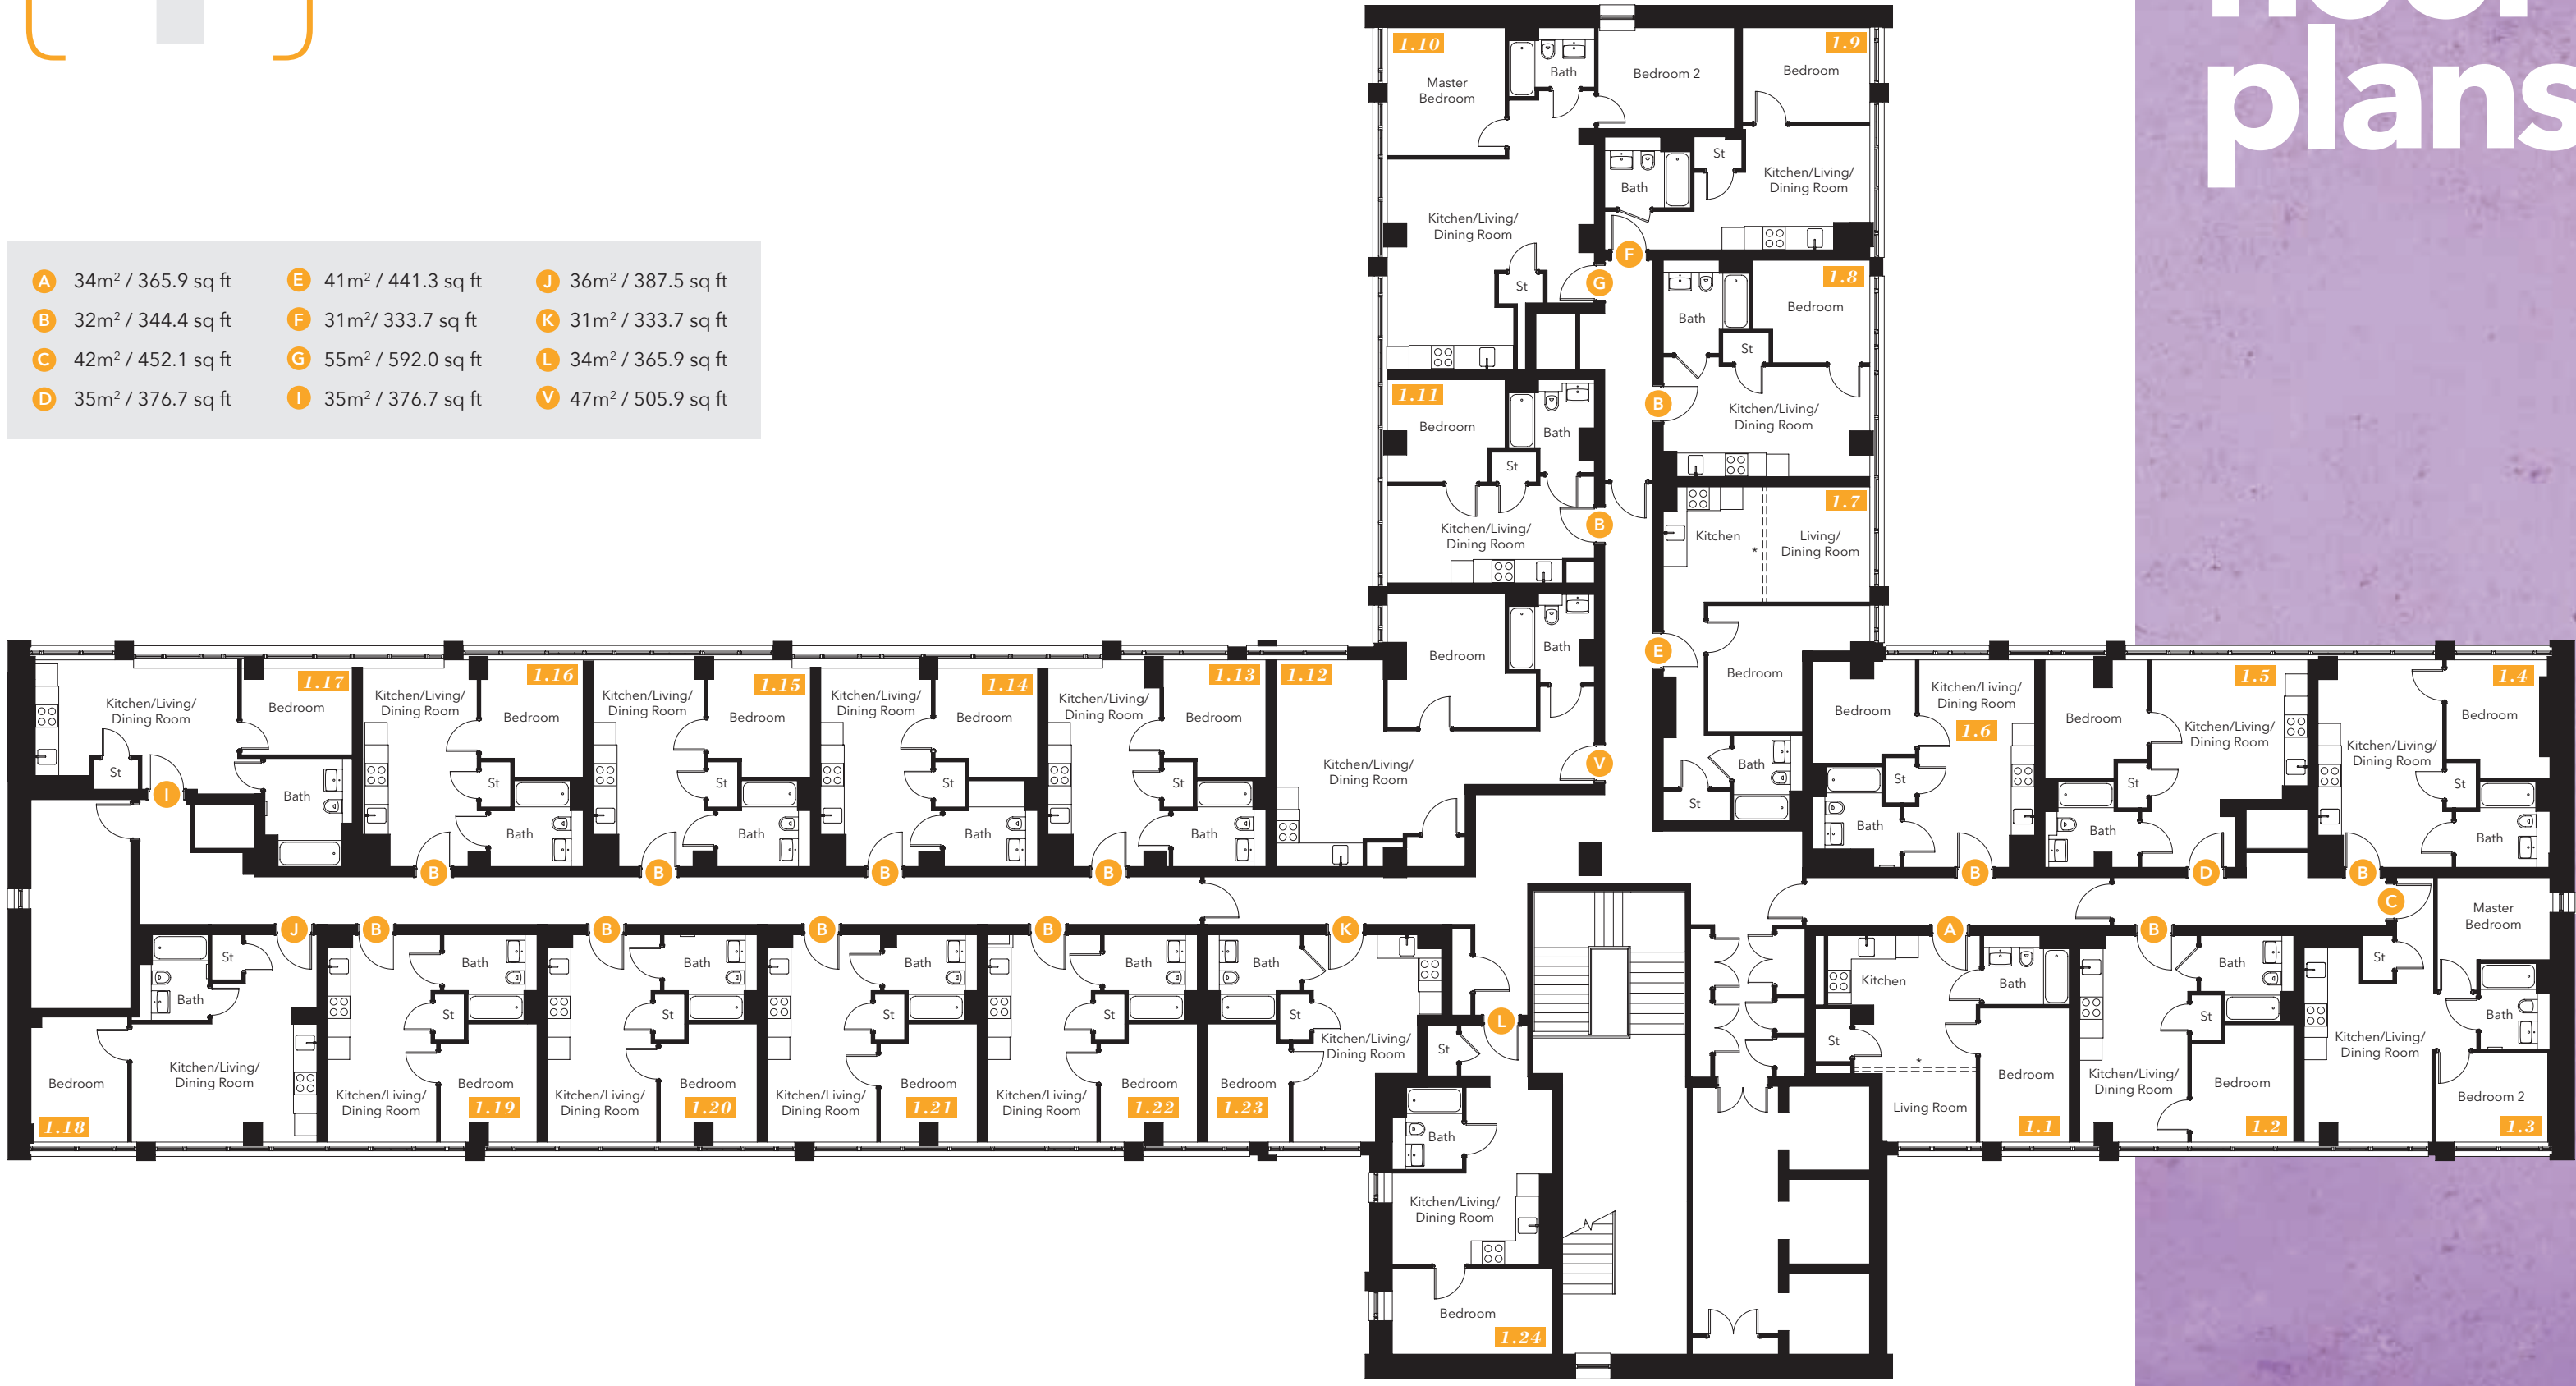 floor
plans
A 34m² / 365.9 sq ft
B 32m² / 344.4 sq ft
C 42m² / 452.1 sq ft
D 35m² / 376.7 sq ft
E 41m² / 441.3 sq ft
F 31m²/ 333.7 sq ft
G 55m² / 592.0 sq ft
I 35m² / 376.7 sq ft
J 36m² / 387.5 sq ft
K 31m² / 333.7 sq ft
L 34m² / 365.9 sq ft
V 47m² / 505.9 sq ft
1.10
Master
Bedroom
Bath
Bedroom 2
Kitchen/Living/
Dining Room
St
G
1.9
Bedroom
St
Bath
Kitchen/Living/
Dining Room
F
1.8
Bedroom
Bath
St
B
Kitchen/Living/
Dining Room
1.11
Bedroom
Bath
St
B
Kitchen/Living/
Dining Room
1.7
Kitchen
*
Living/
Dining Room
E
Bedroom
Bath
St
1.12
Bedroom
Bath
Kitchen/Living/
Dining Room
V
1.17
Kitchen/Living/
Dining Room
Bedroom
St
Bath
I
1.16
Kitchen/Living/
Dining Room
Bedroom
St
Bath
B
1.15
Kitchen/Living/
Dining Room
Bedroom
St
Bath
B
1.14
Kitchen/Living/
Dining Room
Bedroom
St
Bath
B
1.13
Kitchen/Living/
Dining Room
Bedroom
St
Bath
B
Bedroom
Kitchen/Living/
Dining Room
1.6
St
Bath
B
1.5
Bedroom
Kitchen/Living/
Dining Room
St
Bath
D
1.4
Bedroom
Kitchen/Living/
Dining Room
St
Bath
B
J
St
Bath
Kitchen/Living/
Dining Room
Bedroom
1.18
B
Bath
St
Bedroom
Kitchen/Living/
Dining Room
1.19
B
Bath
St
Bedroom
Kitchen/Living/
Dining Room
1.20
B
Bath
St
Bedroom
Kitchen/Living/
Dining Room
1.21
B
Bath
St
Bedroom
Kitchen/Living/
Dining Room
1.22
K
Bath
St
Kitchen/Living/
Dining Room
Bedroom
1.23
L
St
Bath
Kitchen/Living/
Dining Room
Bedroom
1.24
A
Kitchen
Bath
St
*
Bedroom
Living Room
1.1
B
Bath
St
Kitchen/Living/
Dining Room
Bedroom
1.2
C
Master
Bedroom
St
Bath
Kitchen/Living/
Dining Room
Bedroom 2
1.3